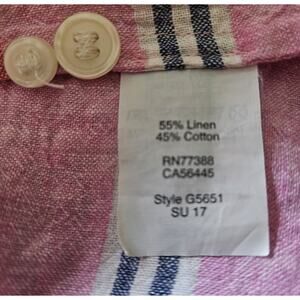 55% Linen
45% Cotton
RN77388
CA56445
Style G5651
SU 17